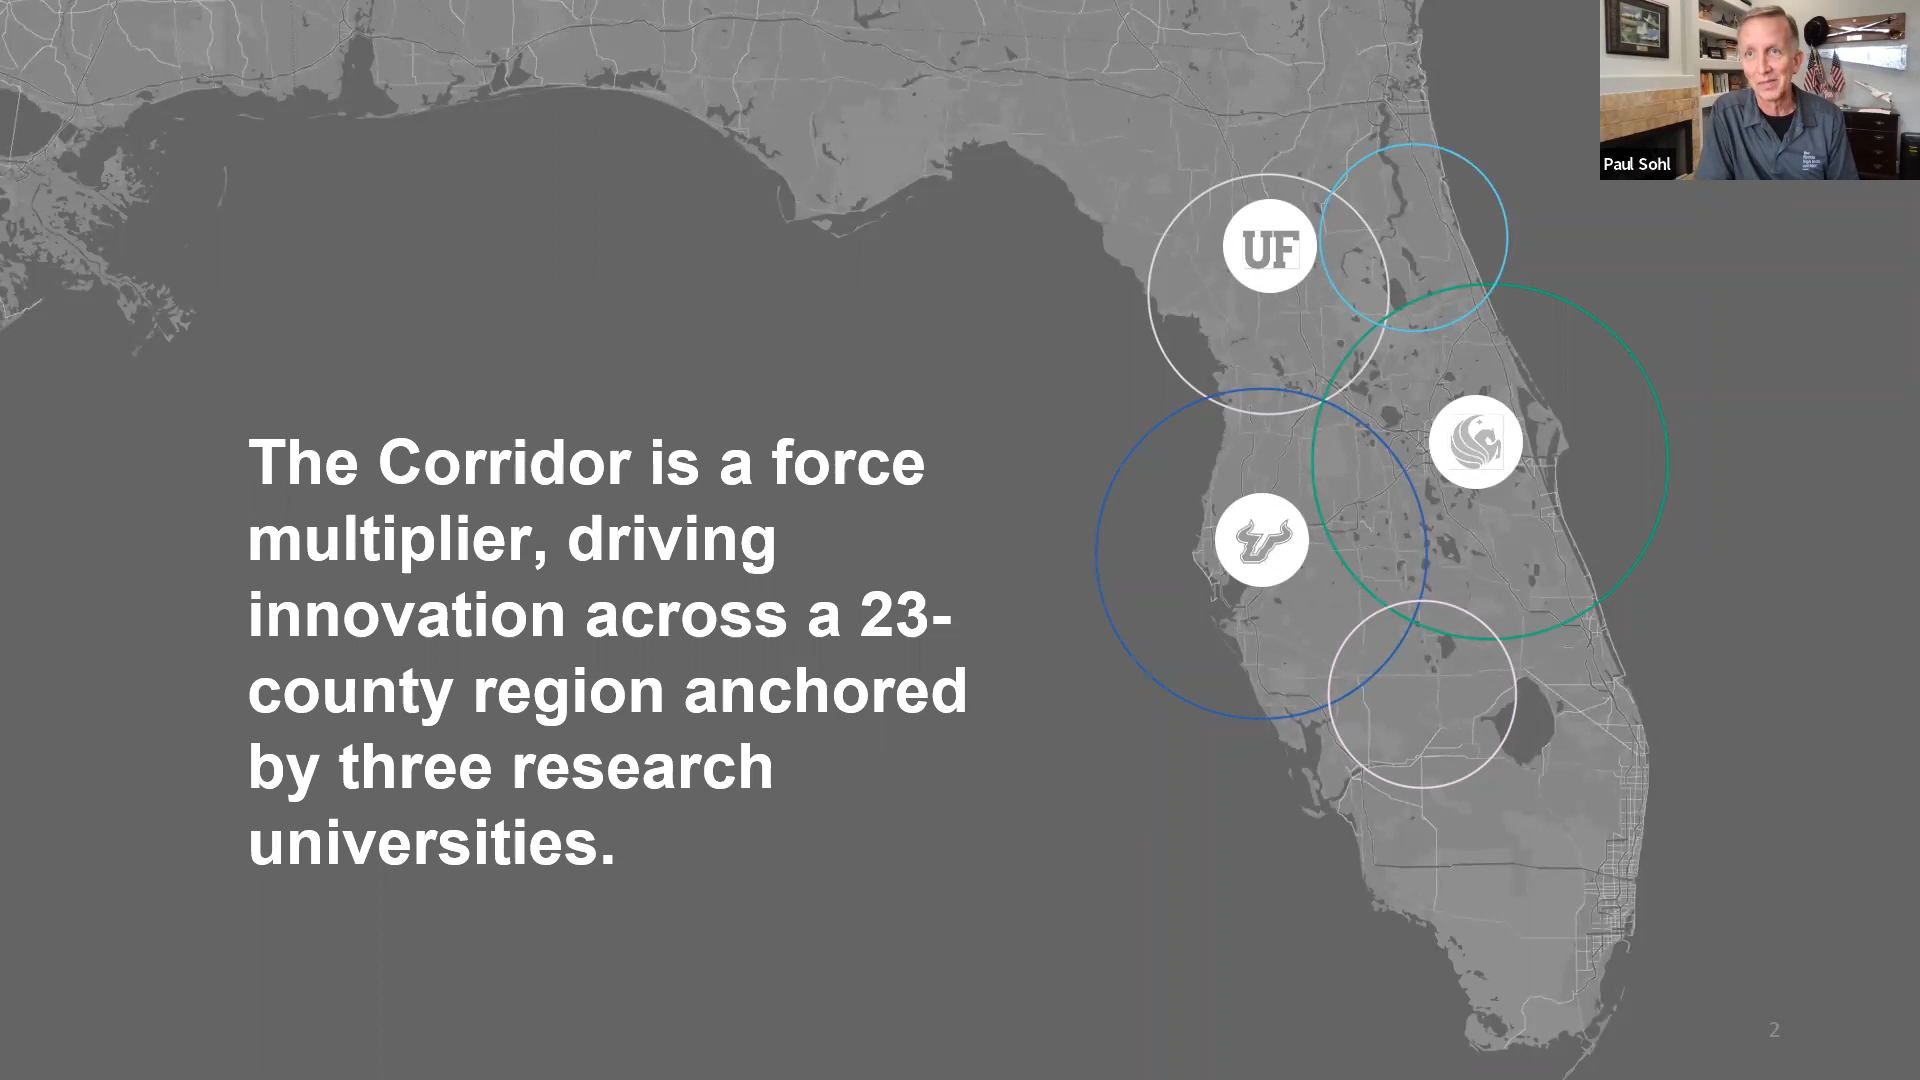 The Corridor is a force
multiplier, driving
innovation across a 23-
county region anchored
by three research
universities.
UF
Paul Sohl
2